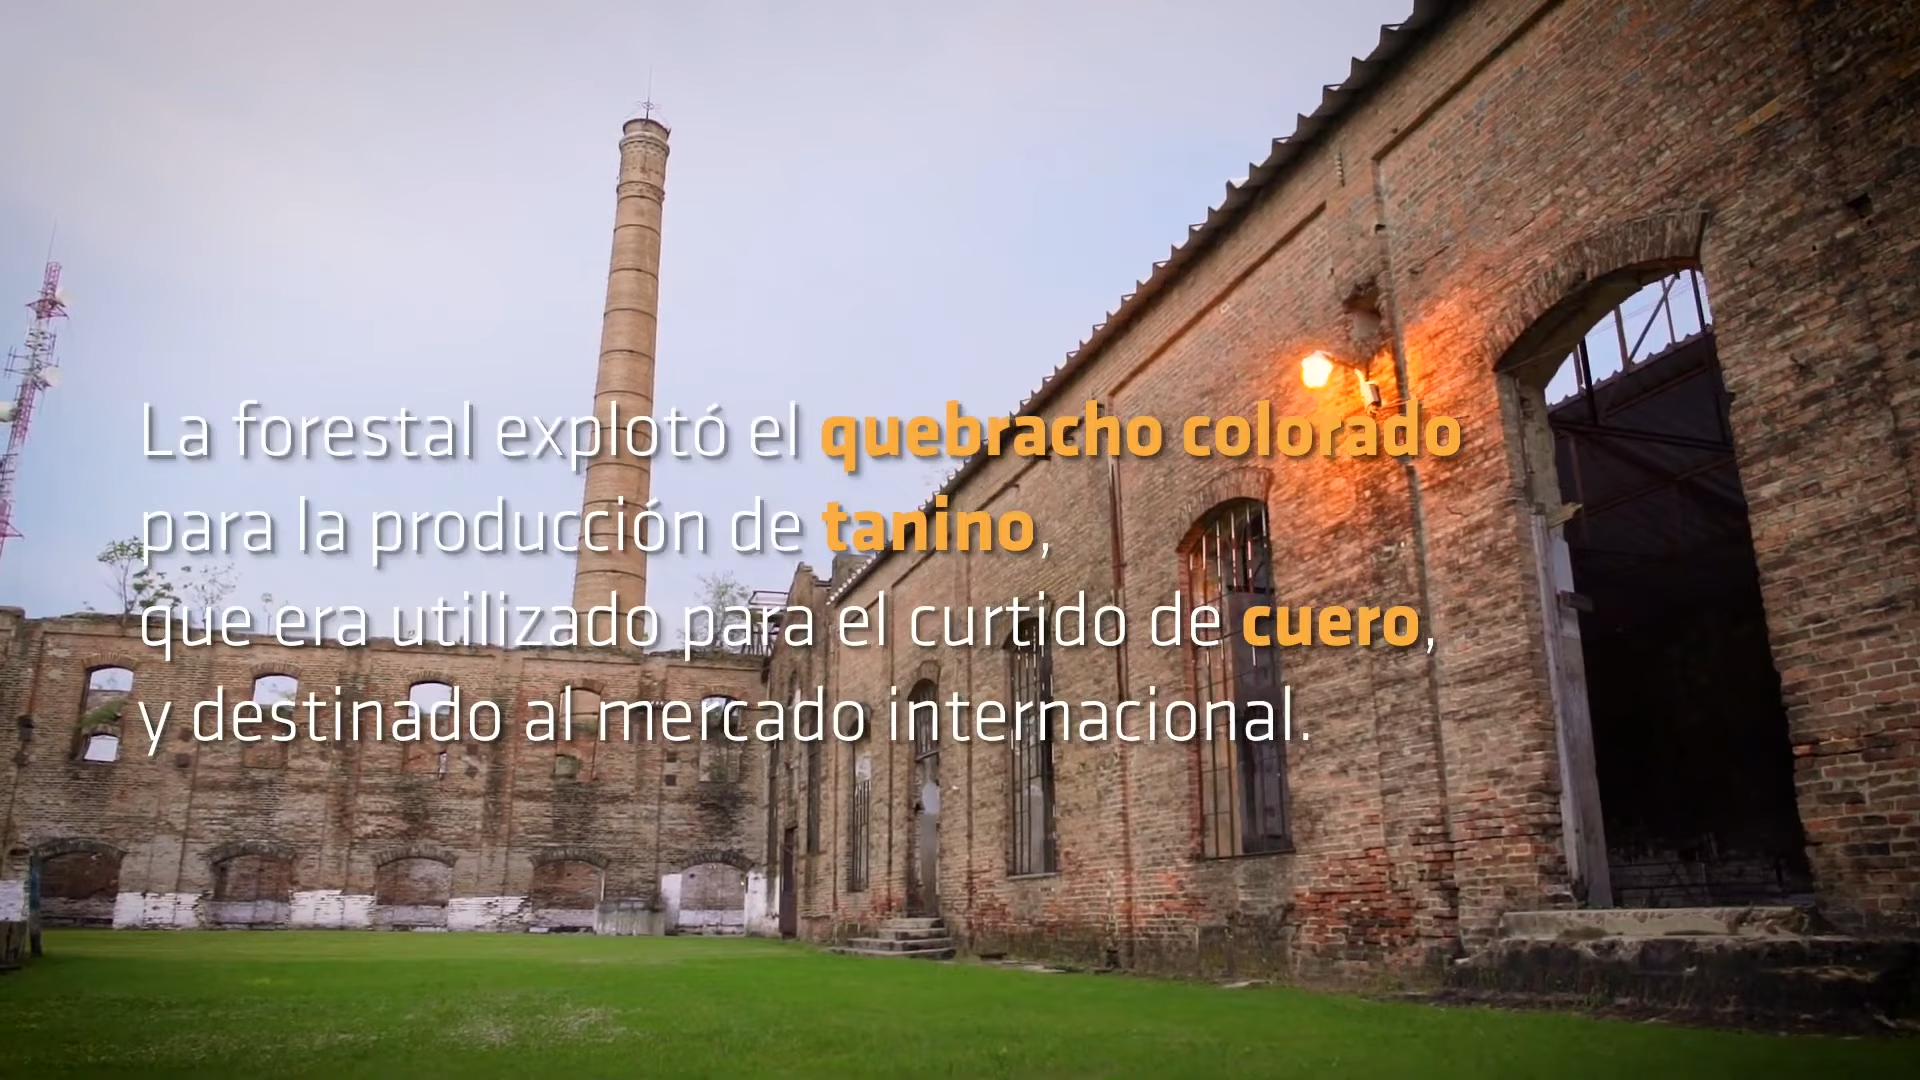 La forestal explotó el quebracho colorado
para la producción de tanino,
que era utilizado para el curtido de cuero,
y destinado al mercado internacional.